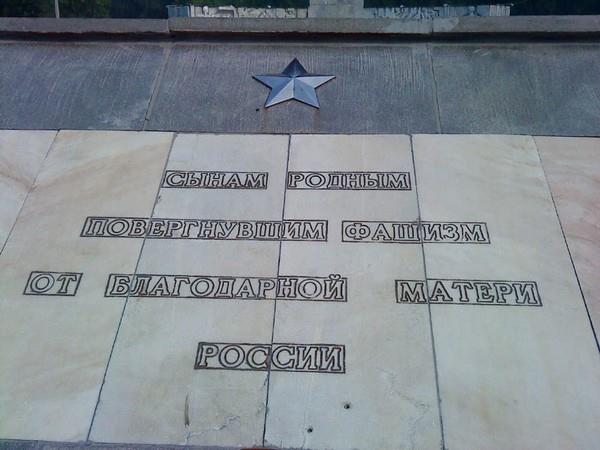 СЫНАМ РОДНЫМ
ПОВЕРГНУВШИМ ФАШИЗМ
ОТ БЛАГОДАРНОЙ МАТЕРИ
РОССИИ